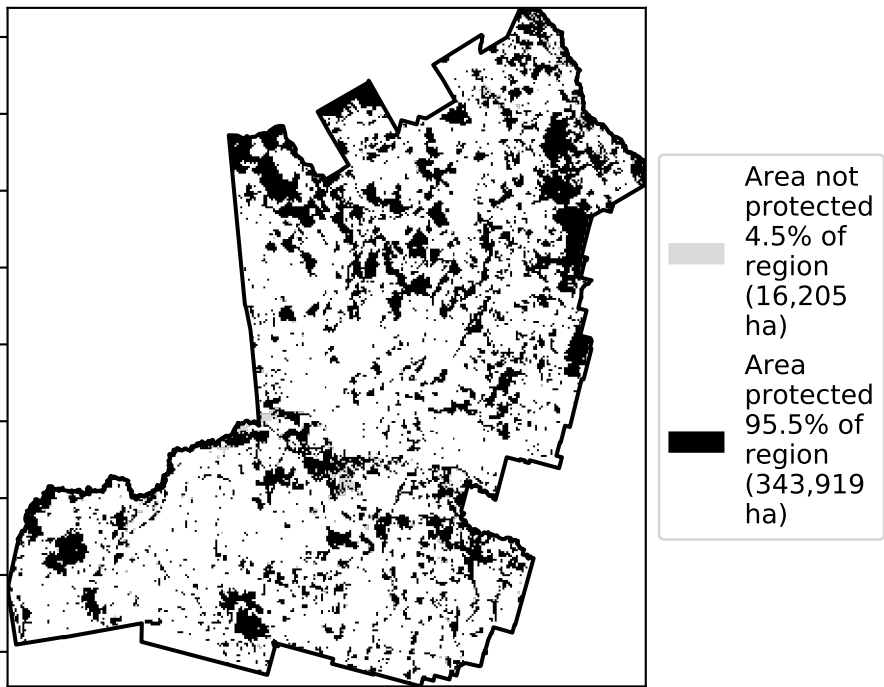 Area not
protected
4.5% of
region
(16,205
ha)
Area
protected
95.5% of
region
(343,919
ha)